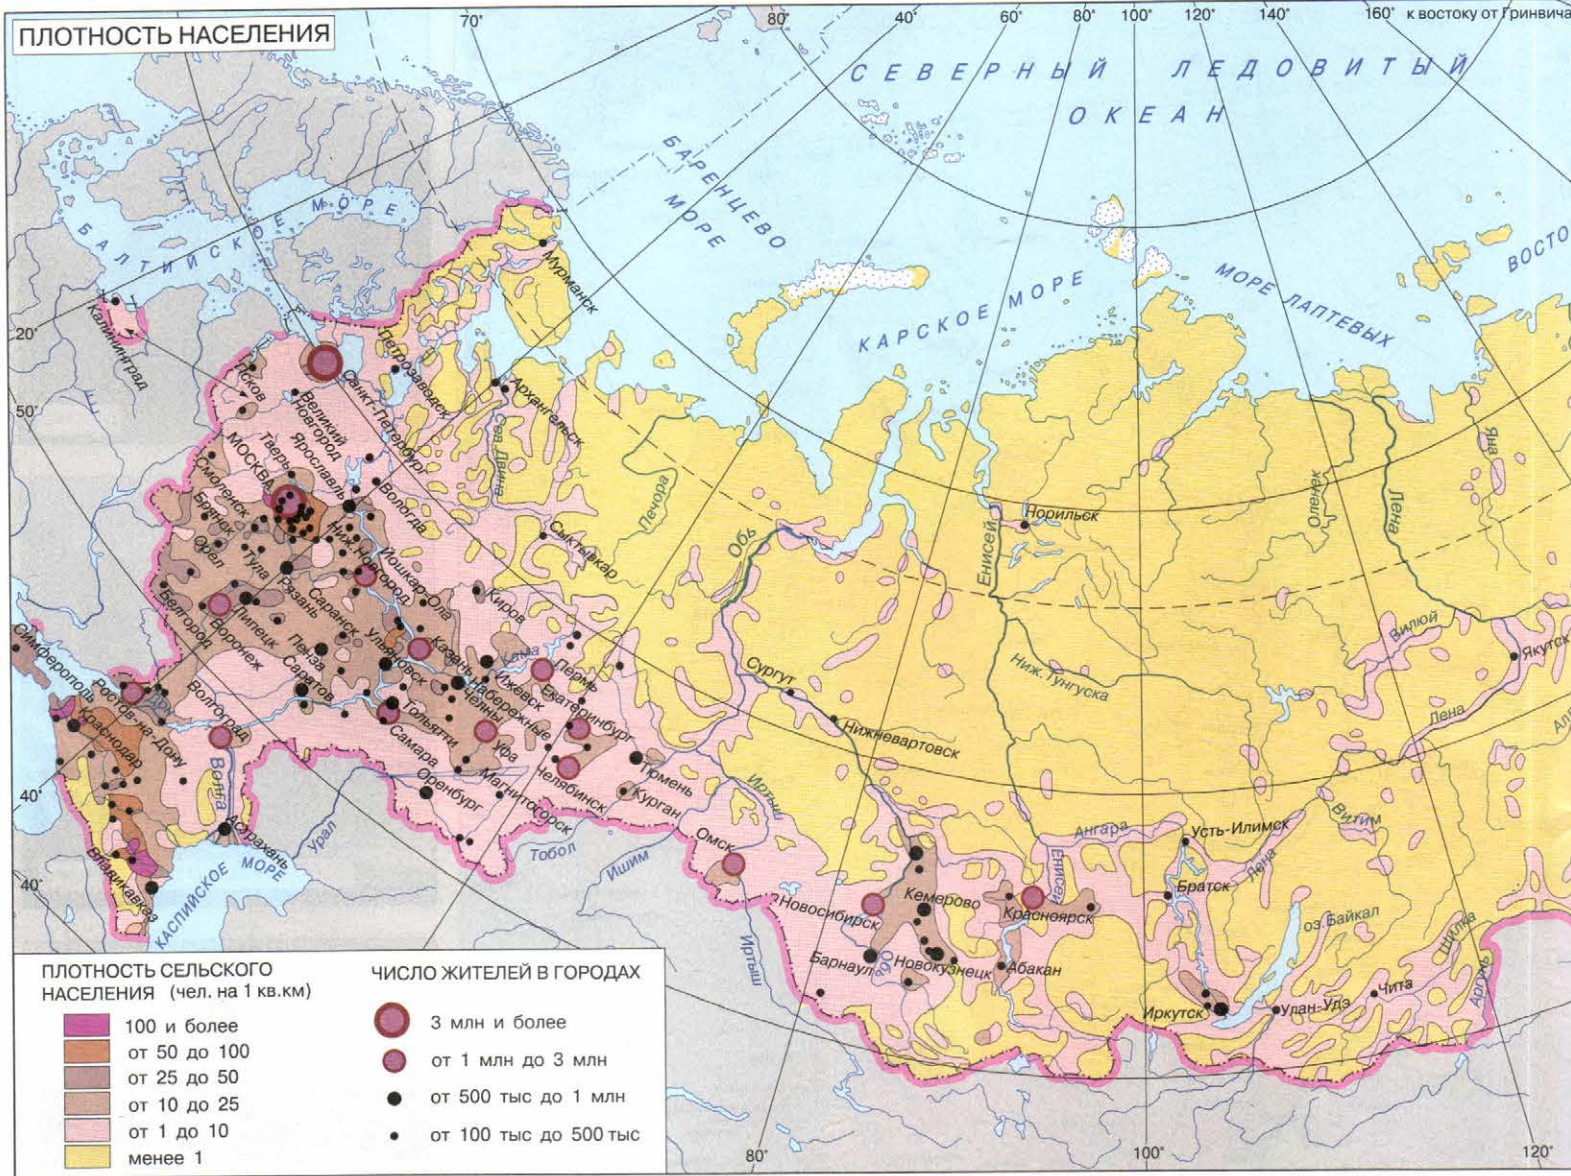 ПЛОТНОСТЬ НАСЕЛЕНИЯ
70°
80°
40°
60°
80°
100°
120°
140°
160°
к востоку от Гринвича
СЕВЕРНЫЙ ЛЕДОВИТЫЙ
ОКЕАН
БАРЕНЦЕВО
МОРЕ
БАЛТИЙСКОЕ МОРЕ
КАРСКОЕ МОРЕ
МОРЕ ЛАПТЕВЫХ
ВОСТО
20°
50°
40°
40°
Мурманск
Калининград
Псков
Санкт-Петербург
Петрозаводск
Архангельск
Великий
Новгород
Ярославль
Тверь
МОСКВА
Смоленск
Брянск
Орел
Тула
Рязань
Вологда
Сев. Двина
Печора
Сыктывкар
Ниж. Новгород
Йошкар-Ола
Киров
Саранск
Липецк
Воронеж
Белгород
Пенза
Саратов
Ульяновск
Казань
Кама
Набережные
Челны
Ижевск
Пермь
Екатеринбург
Тольятти
Самара
Уфа
Оренбург
Магнитогорск
Челябинск
Курган
Тюмень
Симферополь
Краснодар
Ростов-на-Дону
Дон
Волгоград
Волга
Астрахань
Владикавказ
КАСПИЙСКОЕ МОРЕ
Урал
Тобол
Ишим
Иртыш
Иртыш
Омск
Обь
Обь
Сургут
Нижневартовск
Енисей
Енисей
Норильск
Ниж. Тунгуска
Оленёк
Лена
Яна
Вилюй
Якутск
Лена
Алд
Витим
Ангара
Усть-Илимск
Лена
Братск
оз. Байкал
Шилка
Аргунь
Чита
Улан-Удэ
Иркутск
Новосибирск
Кемерово
Красноярск
Барнаул
Новокузнецк
Абакан
ПЛОТНОСТЬ СЕЛЬСКОГО
НАСЕЛЕНИЯ (чел. на 1 кв.км)
100 и более
от 50 до 100
от 25 до 50
от 10 до 25
от 1 до 10
менее 1
ЧИСЛО ЖИТЕЛЕЙ В ГОРОДАХ
3 млн и более
от 1 млн до 3 млн
от 500 тыс до 1 млн
от 100 тыс до 500 тыс
80°
100°
120°